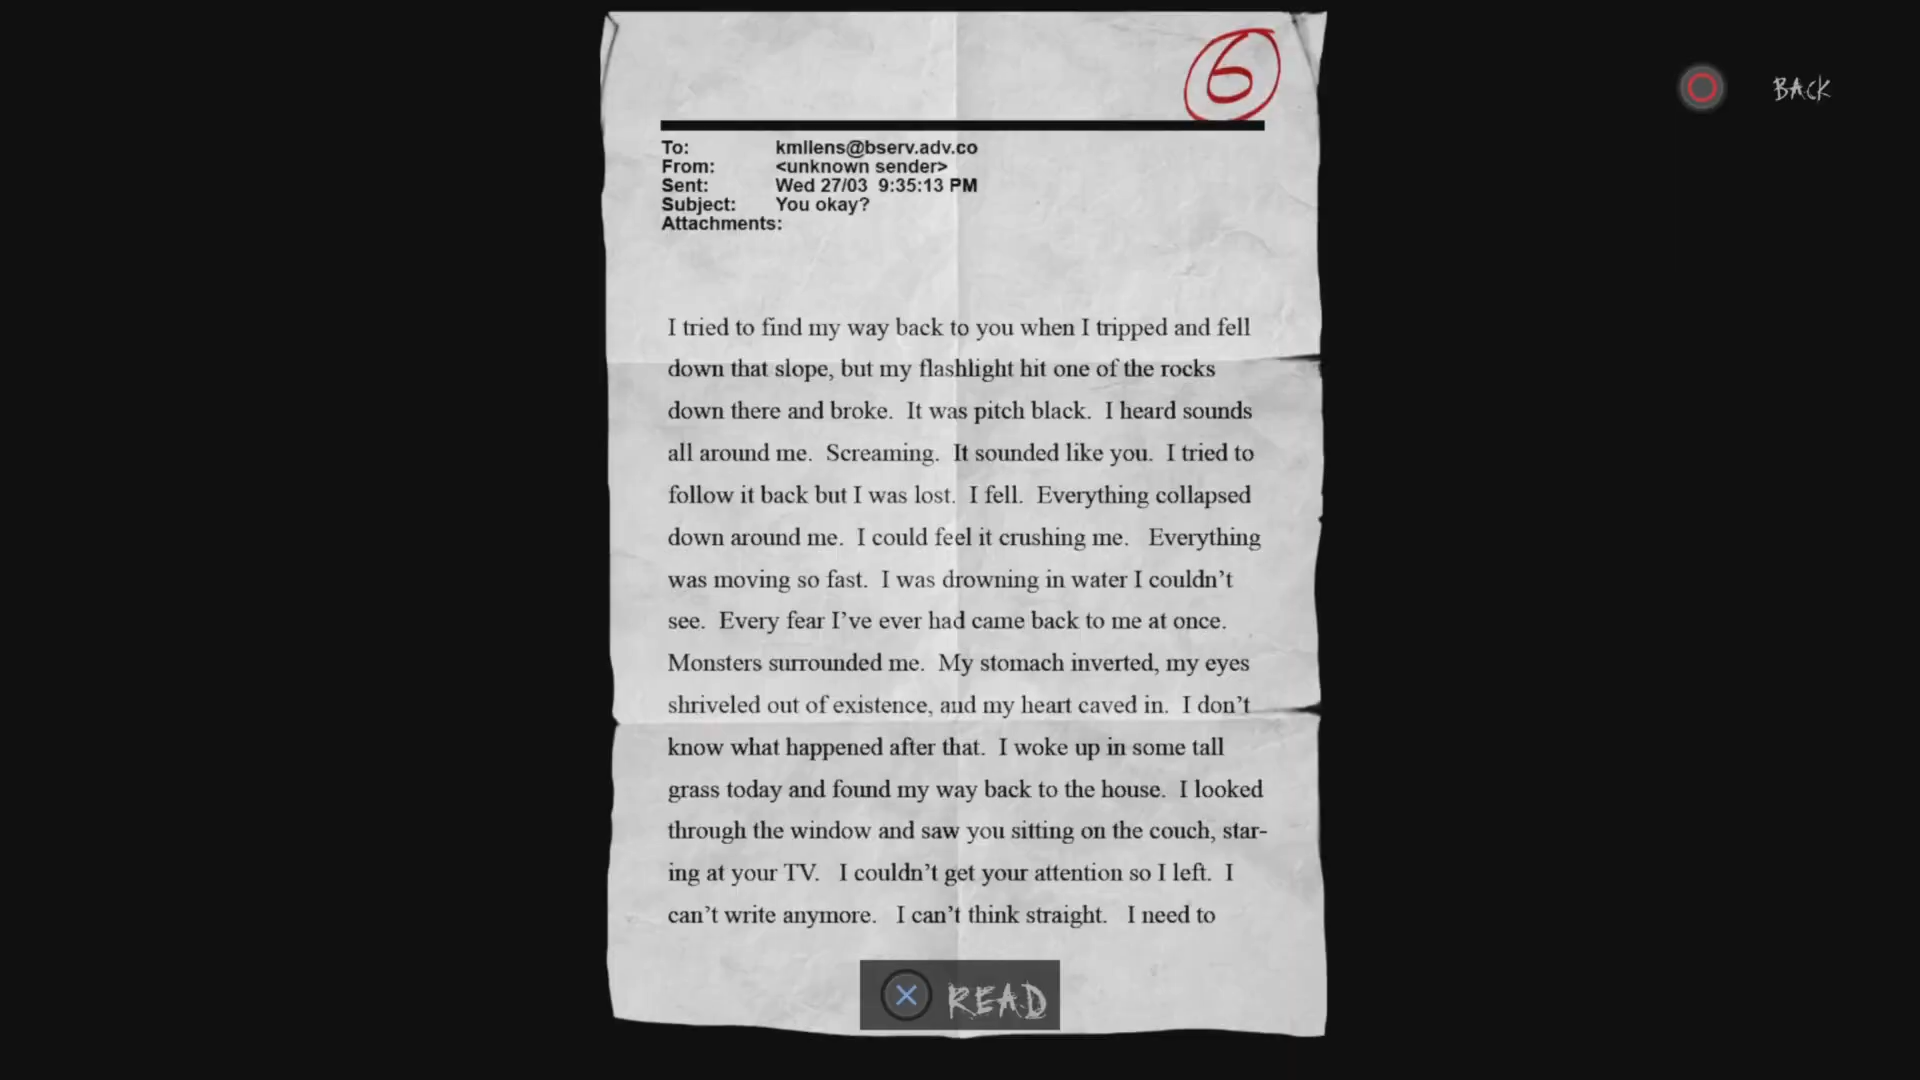 6
BACK
To: kmllens@bserv.adv.co
From: <unknown sender>
Sent: Wed 27/03 9:35:13 PM
Subject: You okay?
Attachments:
I tried to find my way back to you when I tripped and fell
down that slope, but my flashlight hit one of the rocks
down there and broke. It was pitch black. I heard sounds
all around me. Screaming. It sounded like you. I tried to
follow it back but I was lost. I fell. Everything collapsed
down around me. I could feel it crushing me. Everything
was moving so fast. I was drowning in water I couldn’t
see. Every fear I’ve ever had came back to me at once.
Monsters surrounded me. My stomach inverted, my eyes
shriveled out of existence, and my heart caved in. I don’t
know what happened after that. I woke up in some tall
grass today and found my way back to the house. I looked
through the window and saw you sitting on the couch, star-
ing at your TV. I couldn’t get your attention so I left. I
can’t write anymore. I can’t think straight. I need to
READ